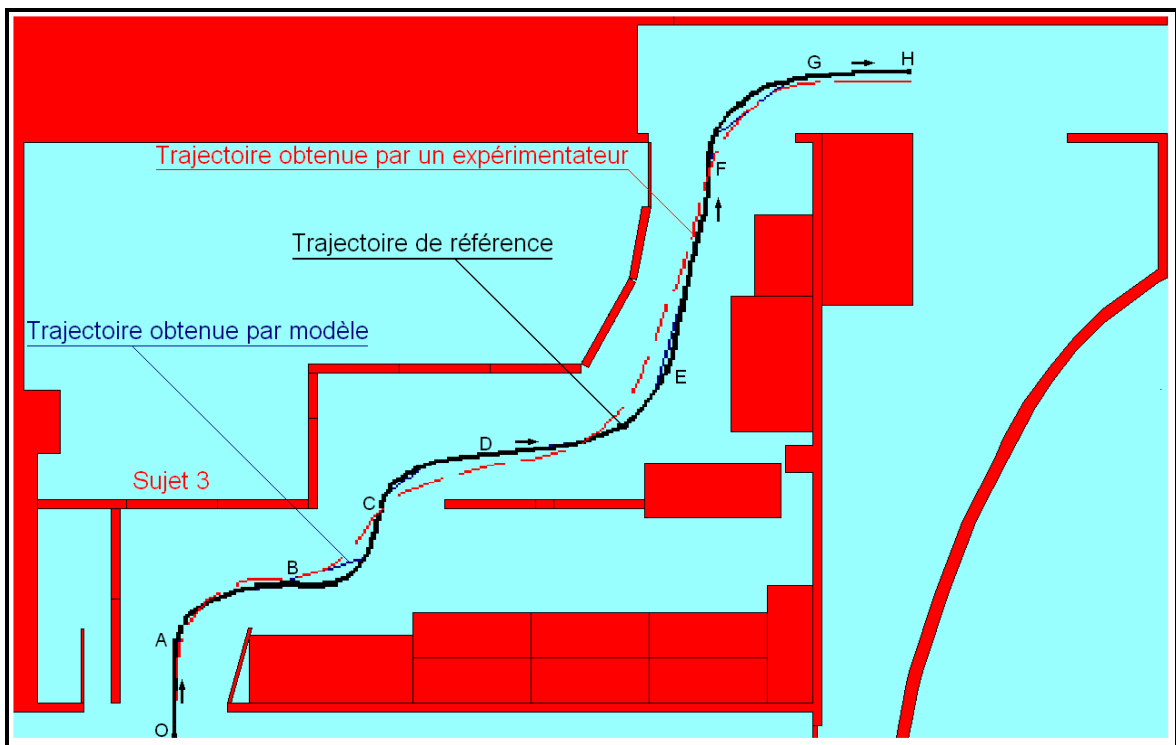 G
H
Trajectoire obtenue par un expérimentateur
F
Trajectoire de référence
Trajectoire obtenue par modèle
E
D
Sujet 3
C
B
A
O